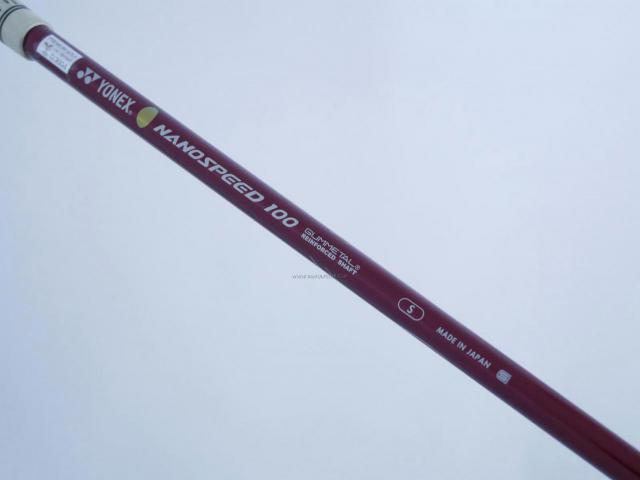 YONEX®
NANOSPEED 100
GUMMETAL®
REINFORCED SHAFT
S
MADE IN JAPAN